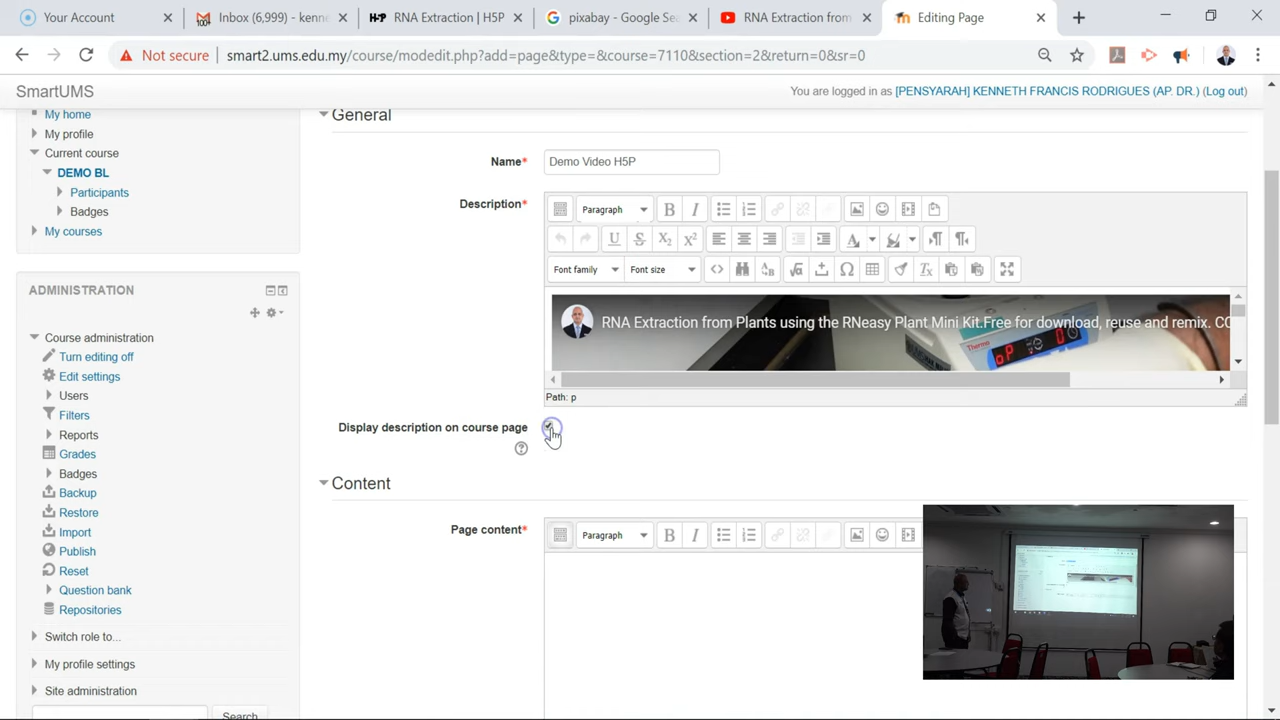 Your Account
Inbox (6,999) - kenn
RNA Extraction | H5P
pixabay - Google Se
RNA Extraction from
Editing Page
Not secure
smart2.ums.edu.my/course/modedit.php?add=page&type=&course=7110&section=2&return=0&sr=0
SmartUMS
You are logged in as [PENSYARAH] KENNETH FRANCIS RODRIGUES (AP. DR.) (Log out)
My home
My profile
Current course
DEMO BL
Participants
Badges
My courses
ADMINISTRATION
Course administration
Turn editing off
Edit settings
Users
Filters
Reports
Grades
Badges
Backup
Restore
Import
Publish
Reset
Question bank
Repositories
Switch role to...
My profile settings
Site administration
Search
General
Name*
Demo Video H5P
Description*
Paragraph
Font family
Font size
RNA Extraction from Plants using the RNeasy Plant Mini Kit.Free for download, reuse and remix. CC
Thermo
Path: p
Display description on course page
Content
Page content*
Paragraph